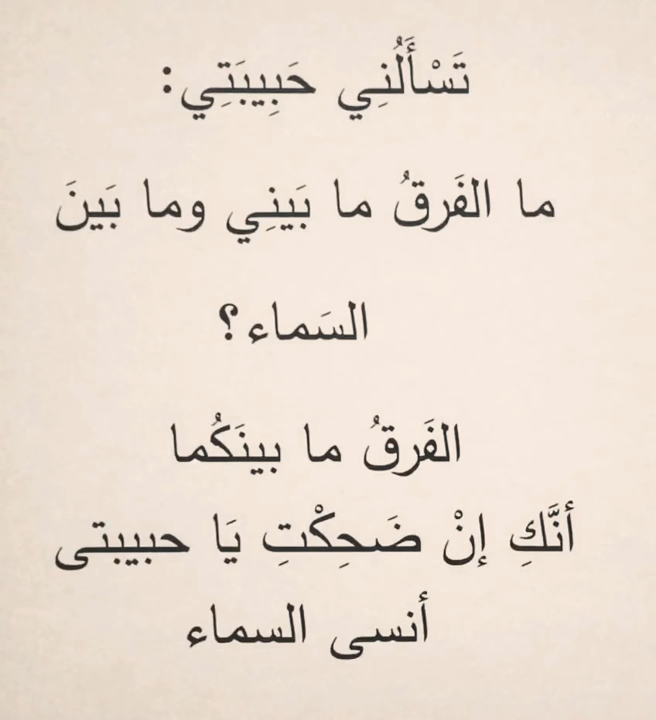 تَسْأَلُنِي حَبِيبَتِي:
ما الفَرقُ ما بَينِي وما بَينَ
السَماء؟
الفَرقُ ما بينَكُما
أنَّكِ إنْ ضَحِكْتِ يَا حبيبتى
أنسى السماء